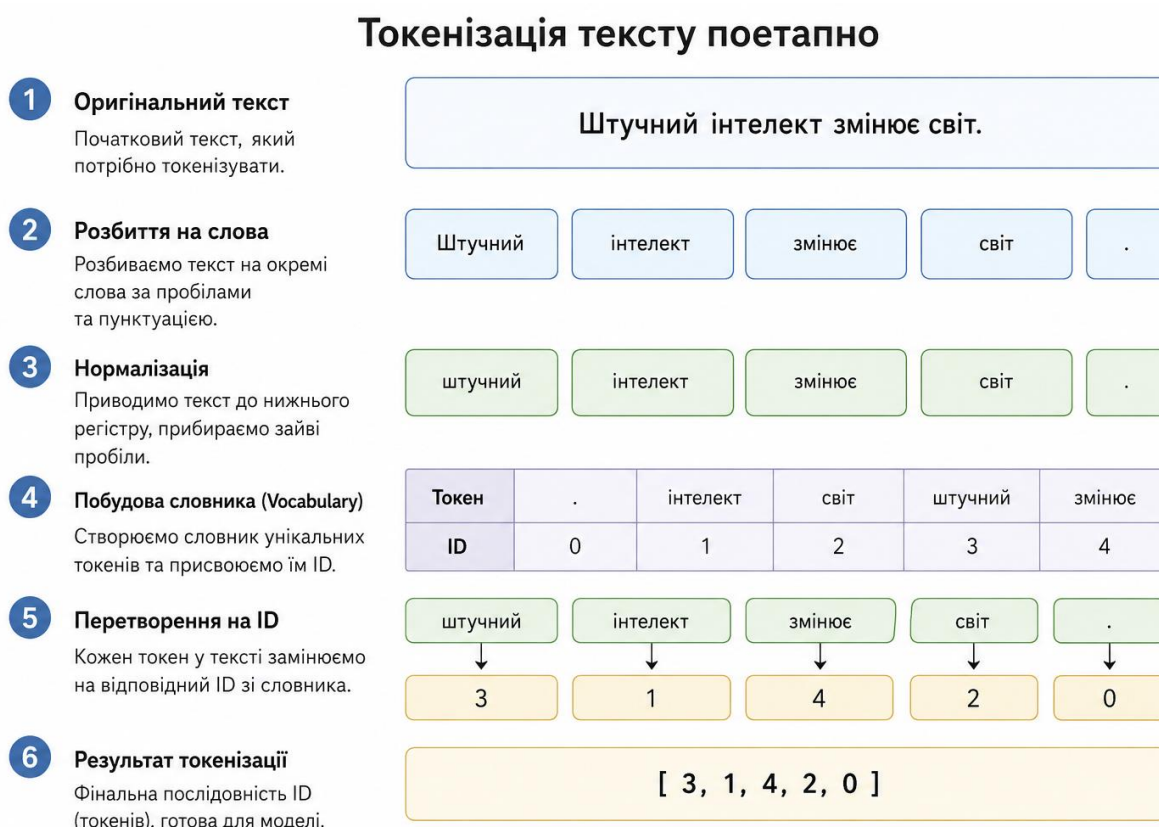 Токенізація тексту поетапно
1 Оригінальний текст
Початковий текст, який
потрібно токенізувати.
Штучний інтелект змінює світ.
2 Розбиття на слова
Розбиваємо текст на окремі
слова за пробілами
та пунктуацією.
Штучний інтелект змінює світ .
3 Нормалізація
Приводимо текст до нижнього
регістру, прибираємо зайві
пробіли.
штучний інтелект змінює світ .
4 Побудова словника (Vocabulary)
Створюємо словник унікальних
токенів та присвоюємо їм ID.
Токен . інтелект світ штучний змінює
ID 0 1 2 3 4
5 Перетворення на ID
Кожен токен у тексті замінюємо
на відповідний ID зі словника.
штучний інтелект змінює світ .
3 1 4 2 0
6 Результат токенізації
Фінальна послідовність ID
(токенів), готова для моделі.
[ 3, 1, 4, 2, 0 ]